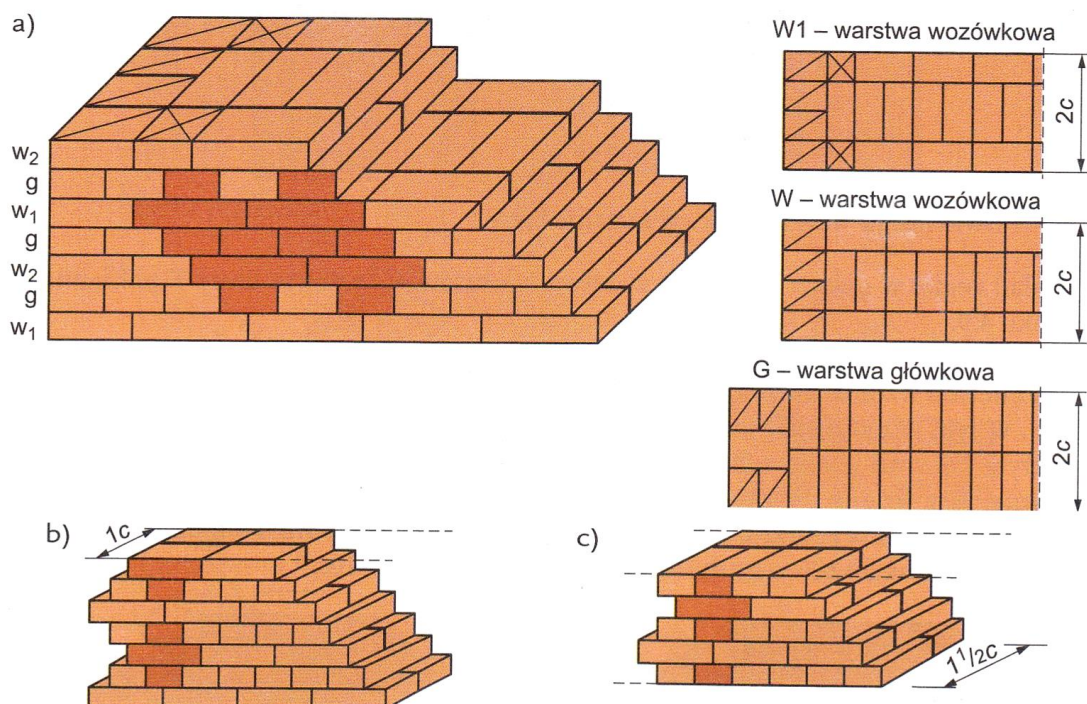 a)
w₂
g
w₁
g
w₂
g
w₁
W1 – warstwa wozówkowa
2c
W – warstwa wozówkowa
2c
G – warstwa główkowa
2c
b)
1c
c)
1 1/2c